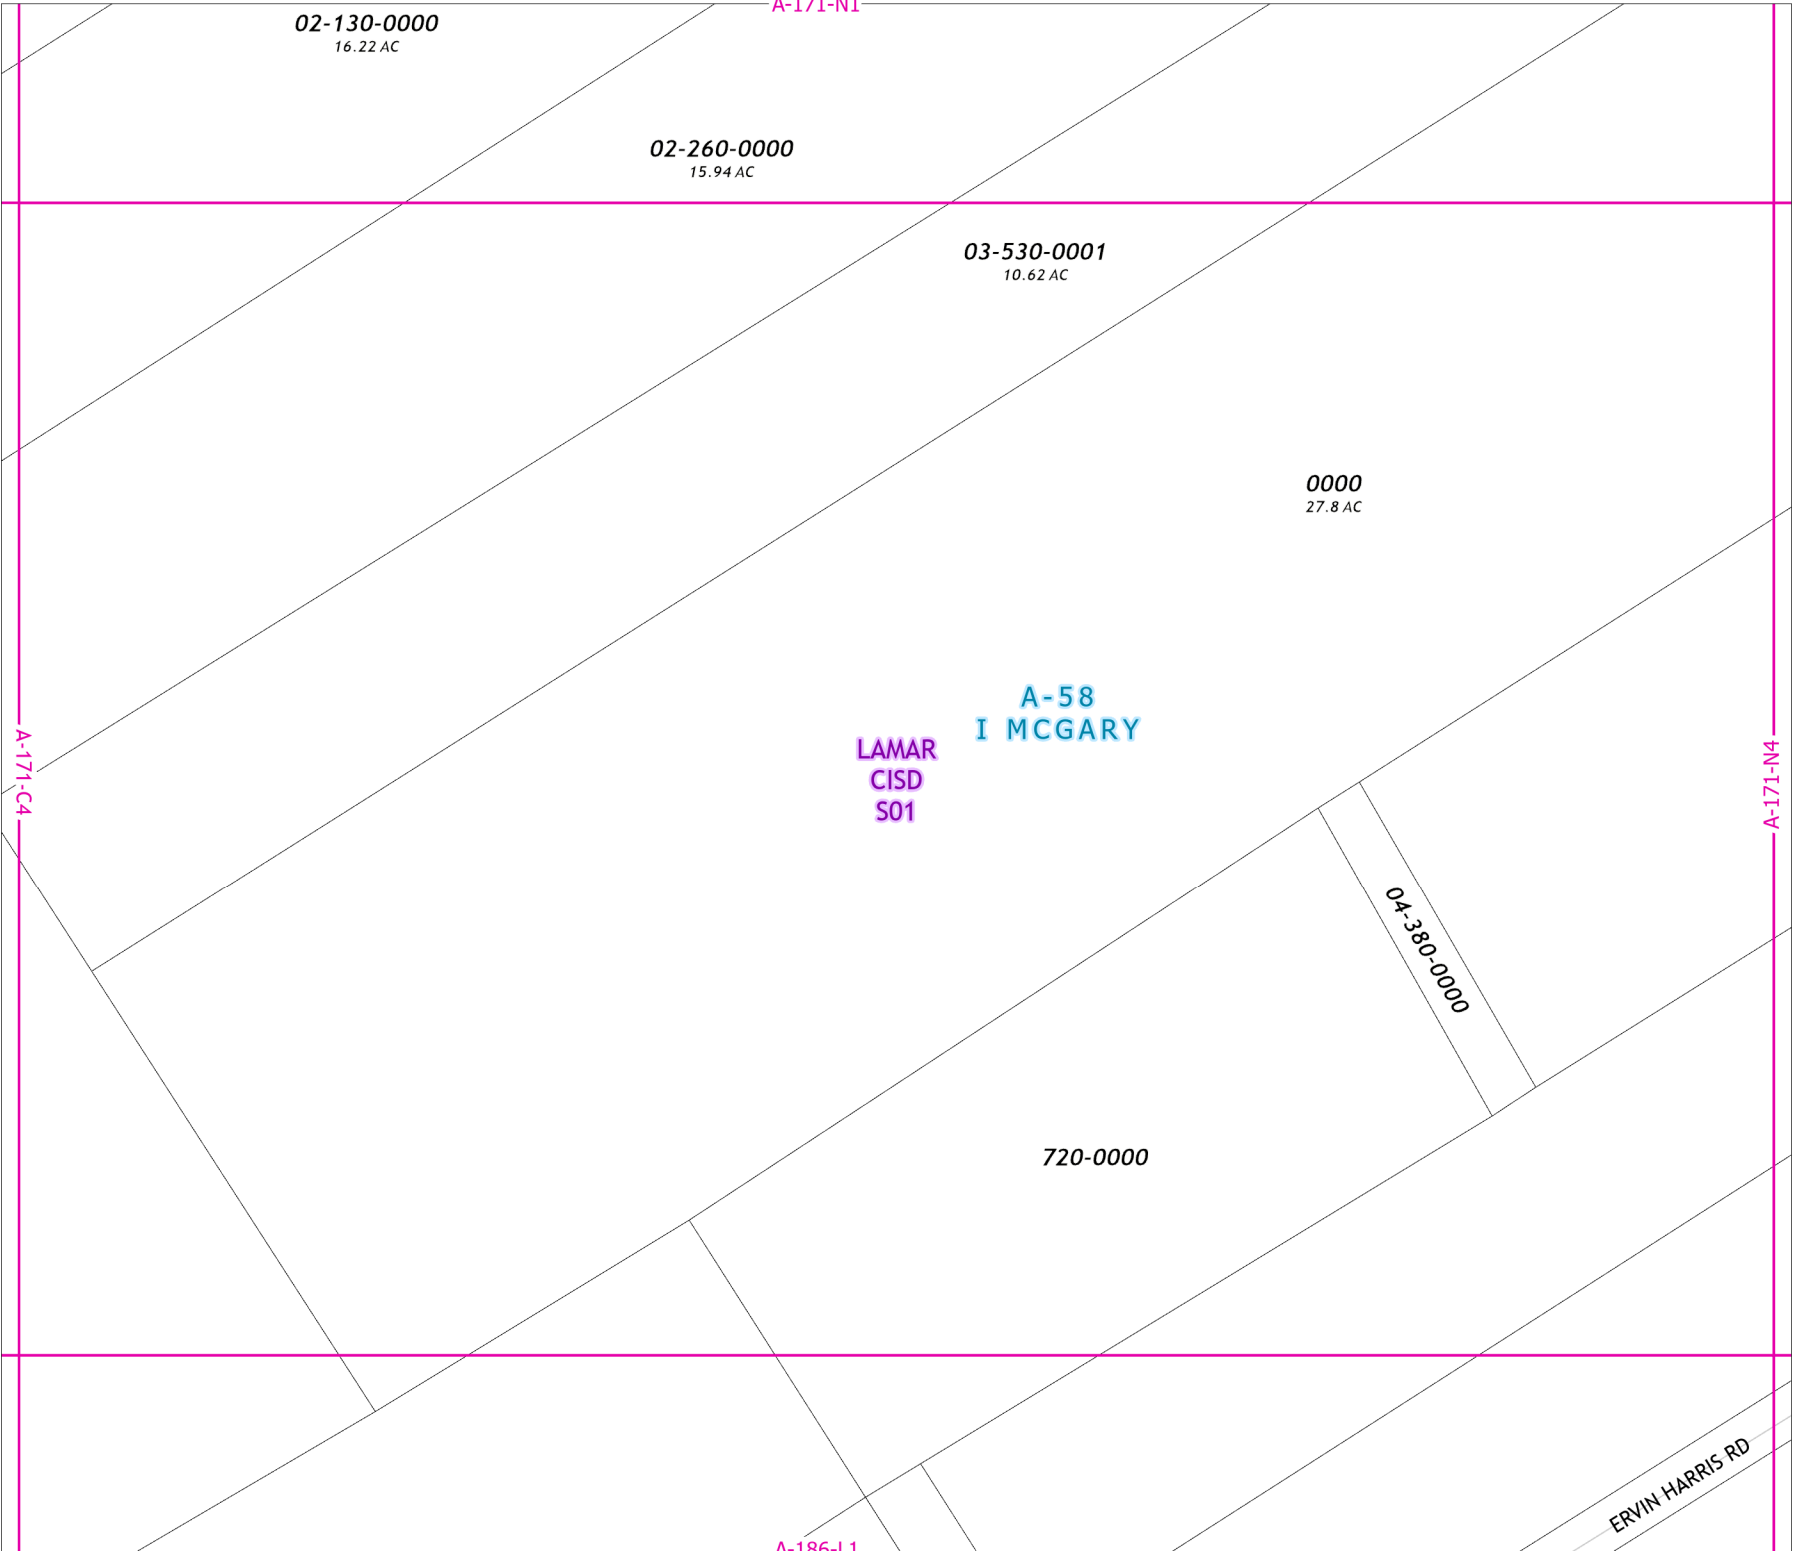 A-171-N1
02-130-0000
16.22 AC
02-260-0000
15.94 AC
03-530-0001
10.62 AC
0000
27.8 AC
A-58
I MCGARY
LAMAR
CISD
S01
A-171-C4
A-171-N4
04-380-0000
720-0000
ERVIN HARRIS RD
A-186-L1